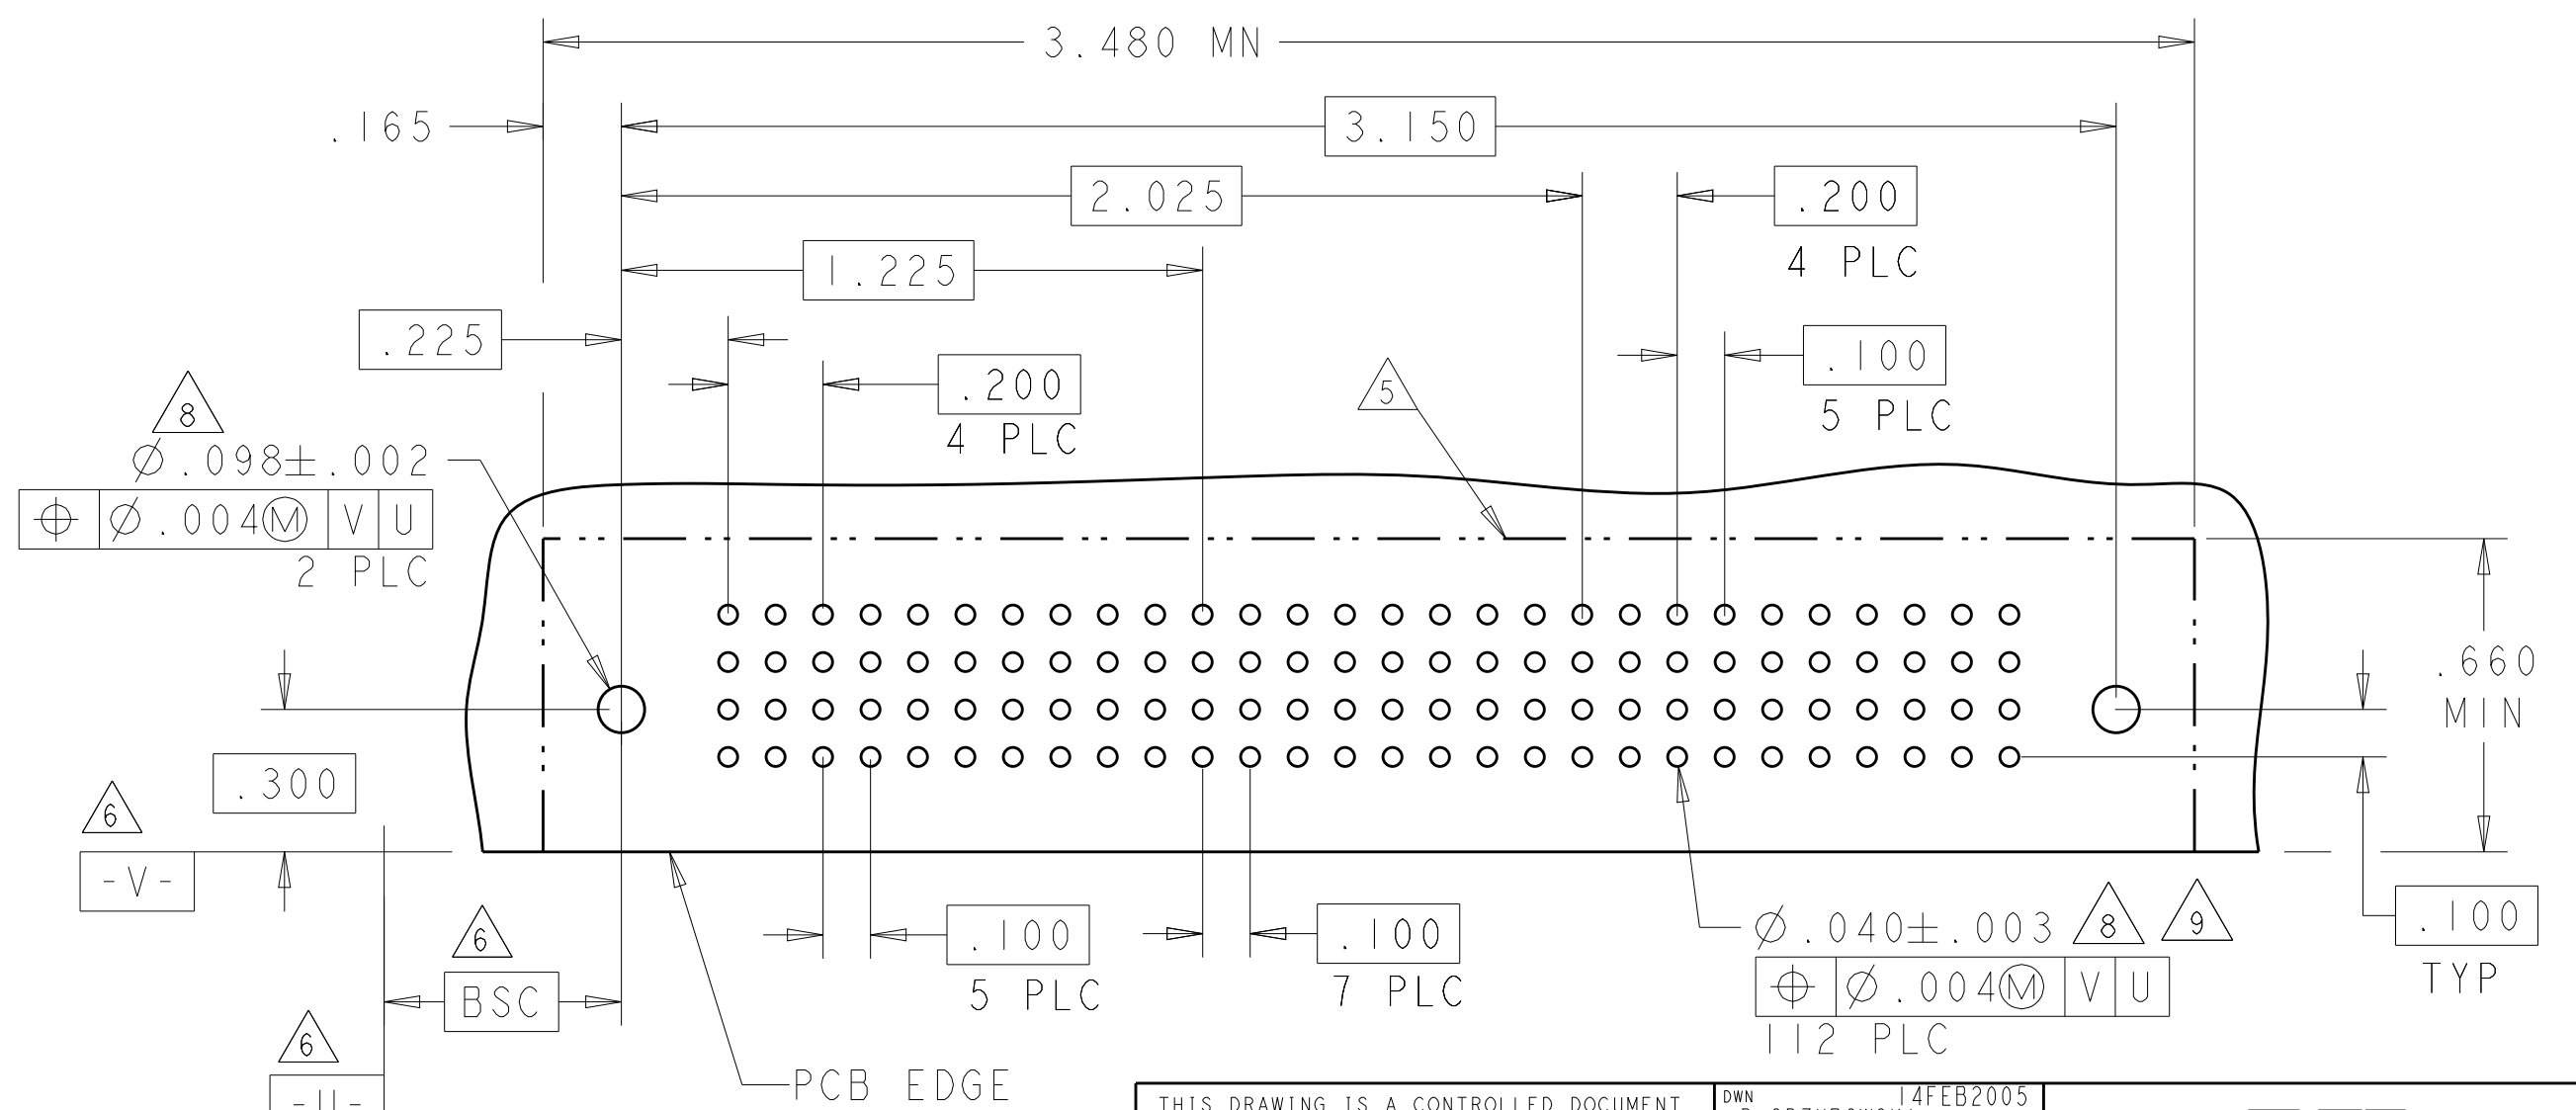 3.480 MN
.165
3.150
2.025
.200
4 PLC
1.225
.225
.100
5 PLC
.200
4 PLC
5
8
Ø.098±.002
⌖ Ø.004Ⓜ V U
2 PLC
.660
MIN
.300
6
-V-
6
BSC
.100
5 PLC
.100
7 PLC
Ø.040±.003 8 9
⌖ Ø.004Ⓜ V U
112 PLC
.100
TYP
6
-U-
PCB EDGE
THIS DRAWING IS A CONTROLLED DOCUMENT
DWN 14FEB2005